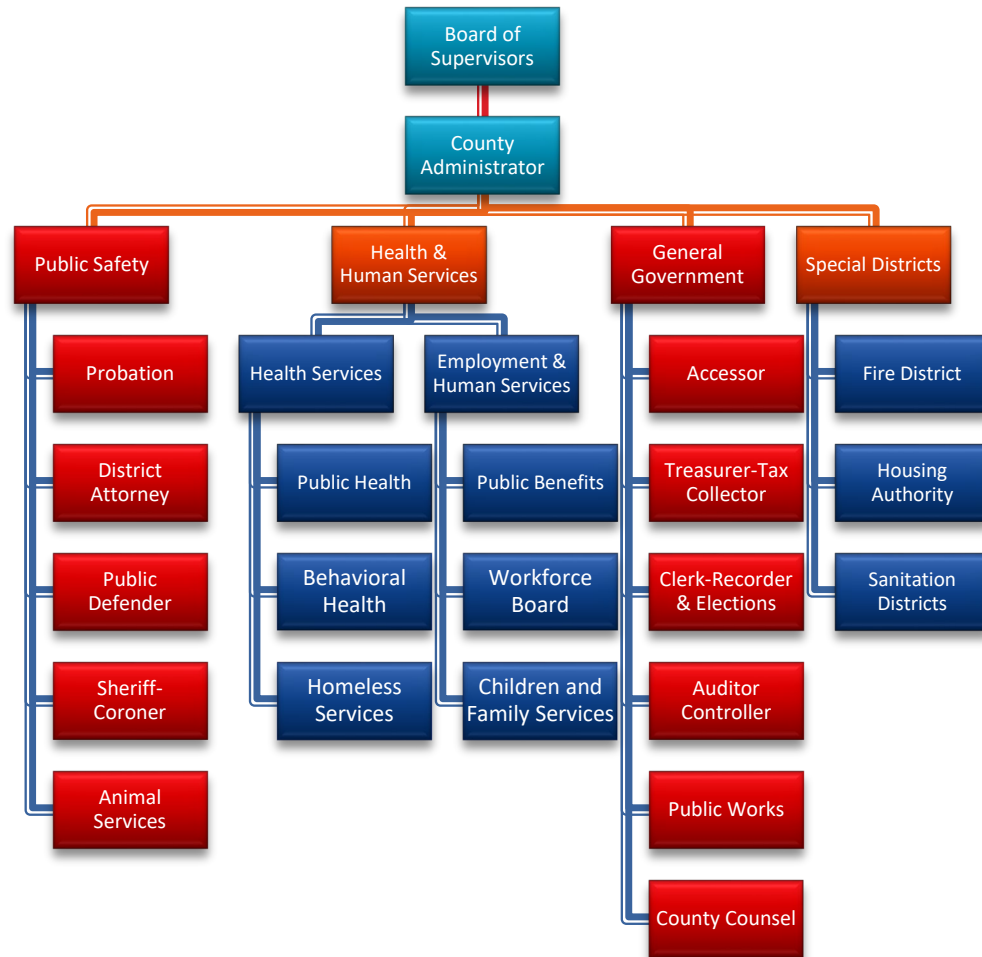 Board of
Supervisors
County
Administrator
Public Safety
Health &
Human Services
General
Government
Special Districts
Probation
District
Attorney
Public
Defender
Sheriff-
Coroner
Animal
Services
Health Services
Public Health
Behavioral
Health
Homeless
Services
Employment &
Human Services
Public Benefits
Workforce
Board
Children and
Family Services
Accessor
Treasurer-Tax
Collector
Clerk-Recorder
& Elections
Auditor
Controller
Public Works
County Counsel
Fire District
Housing
Authority
Sanitation
Districts